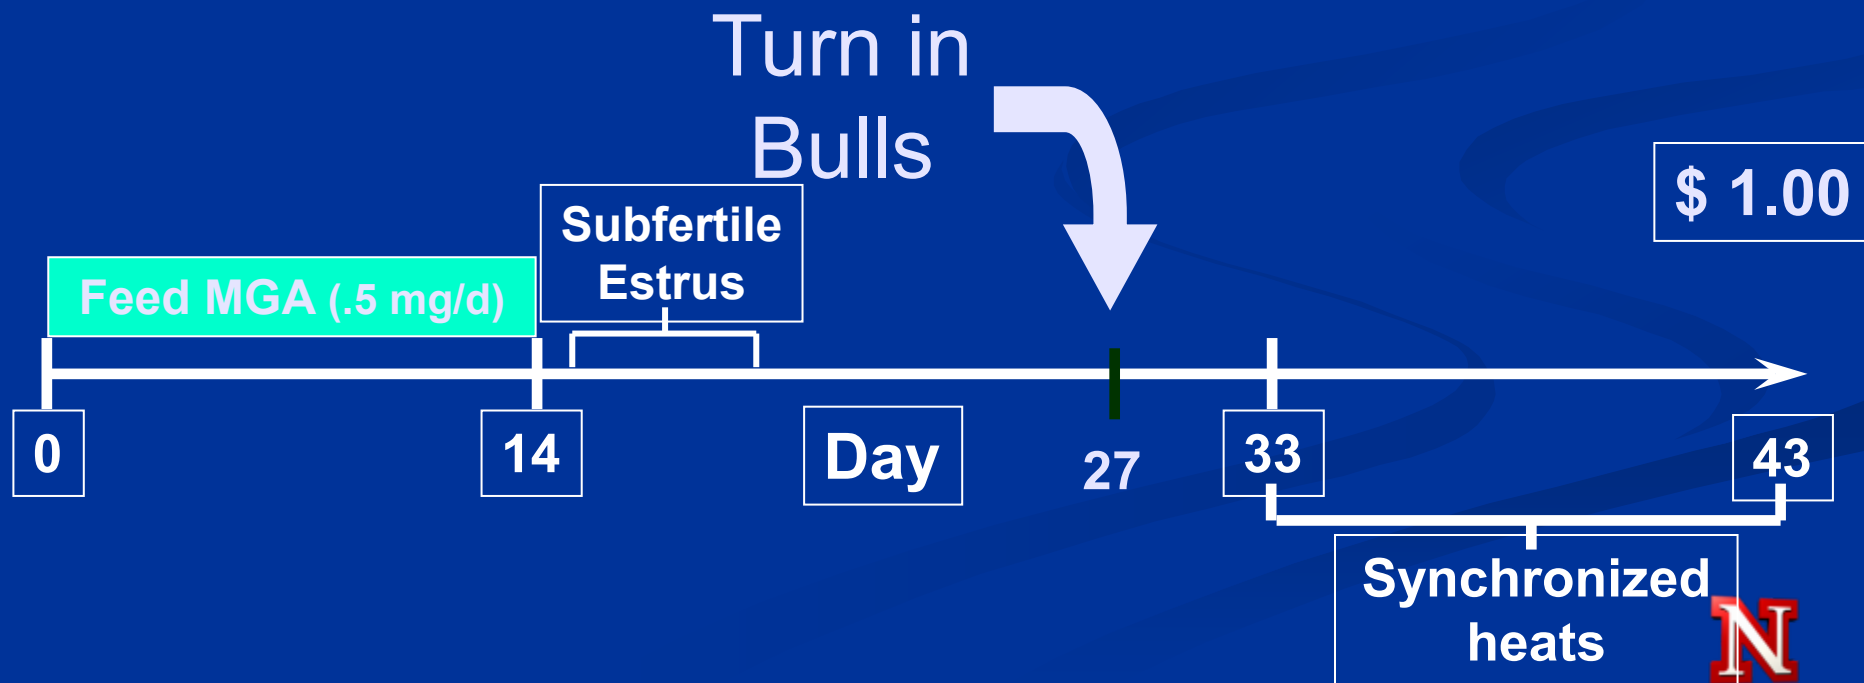 Turn in
Bulls
$ 1.00
Subfertile
Estrus
Feed MGA (.5 mg/d)
0
14
Day
27
33
43
Synchronized
heats
N